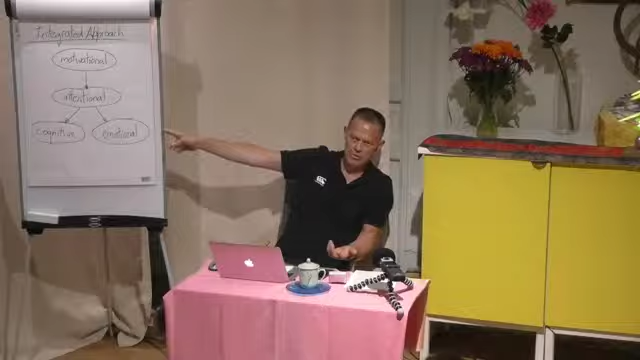 Integrated Approach
motivational
attentional
cognitive
emotional